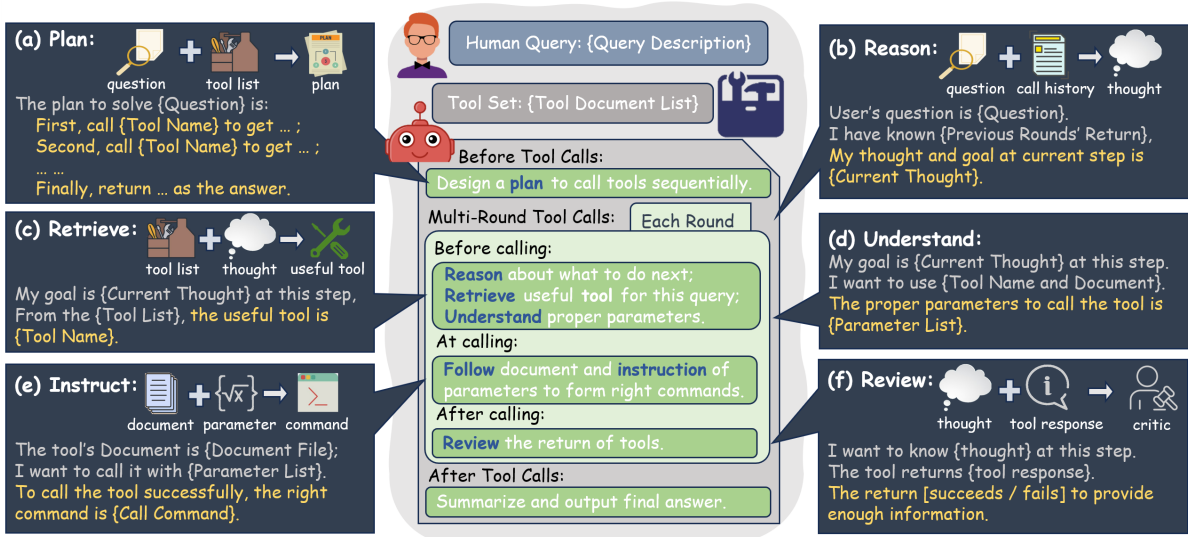 (a) Plan:
question
tool list
plan
The plan to solve {Question} is:
First, call {Tool Name} to get ... ;
Second, call {Tool Name} to get ... ;
... ...
Finally, return ... as the answer.
(c) Retrieve:
tool list
thought
useful tool
My goal is {Current Thought} at this step,
From the {Tool List}, the useful tool is
{Tool Name}.
(e) Instruct:
{√x}
document
parameter
command
The tool's Document is {Document File};
I want to call it with {Parameter List}.
To call the tool successfully, the right
command is {Call Command}.
Human Query: {Query Description}
Tool Set: {Tool Document List}
Before Tool Calls:
Design a plan to call tools sequentially.
Multi-Round Tool Calls:
Each Round
Before calling:
Reason about what to do next;
Retrieve useful tool for this query;
Understand proper parameters.
At calling:
Follow document and instruction of
parameters to form right commands.
After calling:
Review the return of tools.
After Tool Calls:
Summarize and output final answer.
(b) Reason:
question
call history
thought
User's question is {Question}.
I have known {Previous Rounds' Return},
My thought and goal at current step is
{Current Thought}.
(d) Understand:
My goal is {Current Thought} at this step.
I want to use {Tool Name and Document}.
The proper parameters to call the tool is
{Parameter List}.
(f) Review:
thought
tool response
critic
I want to know {thought} at this step.
The tool returns {tool response}.
The return [succeeds / fails] to provide
enough information.